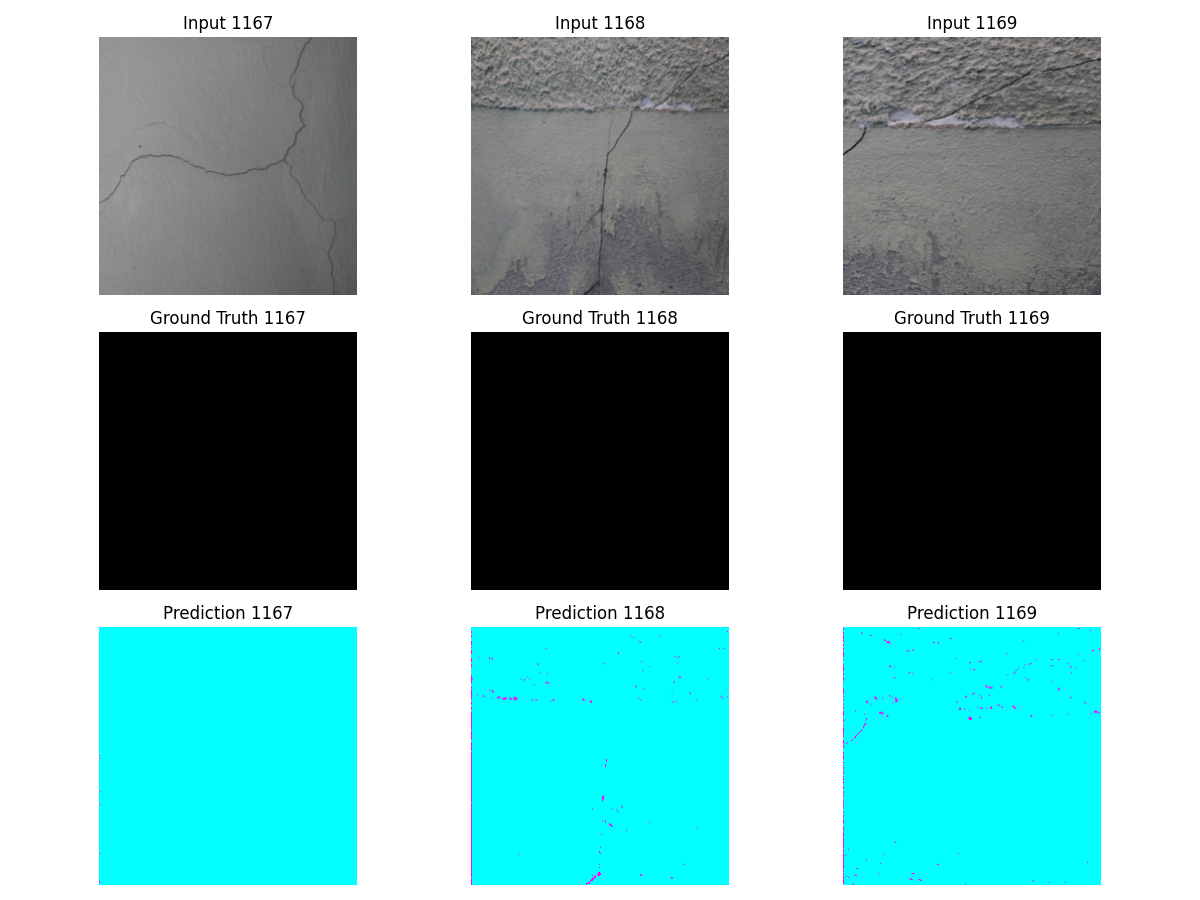 Input 1167
Input 1168
Input 1169
Ground Truth 1167
Ground Truth 1168
Ground Truth 1169
Prediction 1167
Prediction 1168
Prediction 1169